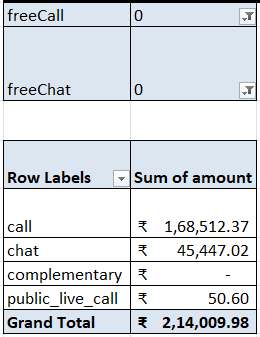 freeCall 0
freeChat 0
Row Labels Sum of amount
call ₹ 1,68,512.37
chat ₹ 45,447.02
complementary ₹ -
public_live_call ₹ 50.60
Grand Total ₹ 2,14,009.98